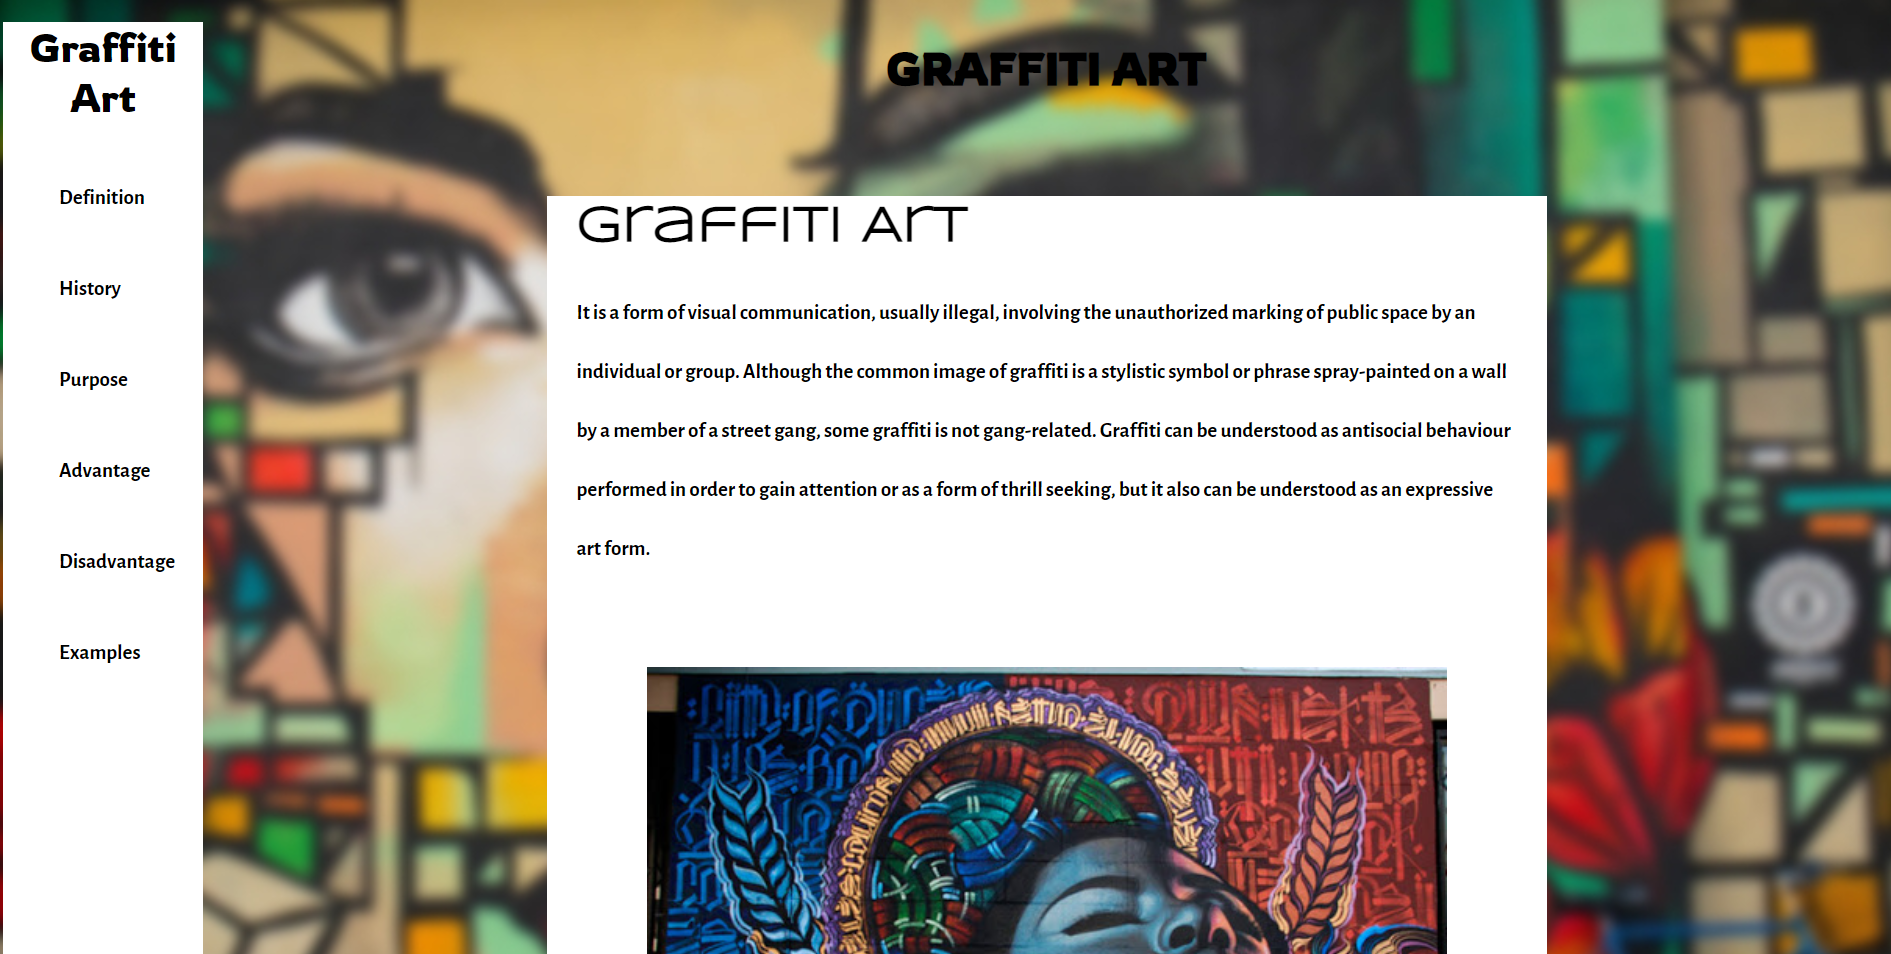 Graffiti
Art
Definition
History
Purpose
Advantage
Disadvantage
Examples
GRAFFITI ART
Graffiti Art
It is a form of visual communication, usually illegal, involving the unauthorized marking of public space by an
individual or group. Although the common image of graffiti is a stylistic symbol or phrase spray-painted on a wall
by a member of a street gang, some graffiti is not gang-related. Graffiti can be understood as antisocial behaviour
performed in order to gain attention or as a form of thrill seeking, but it also can be understood as an expressive
art form.